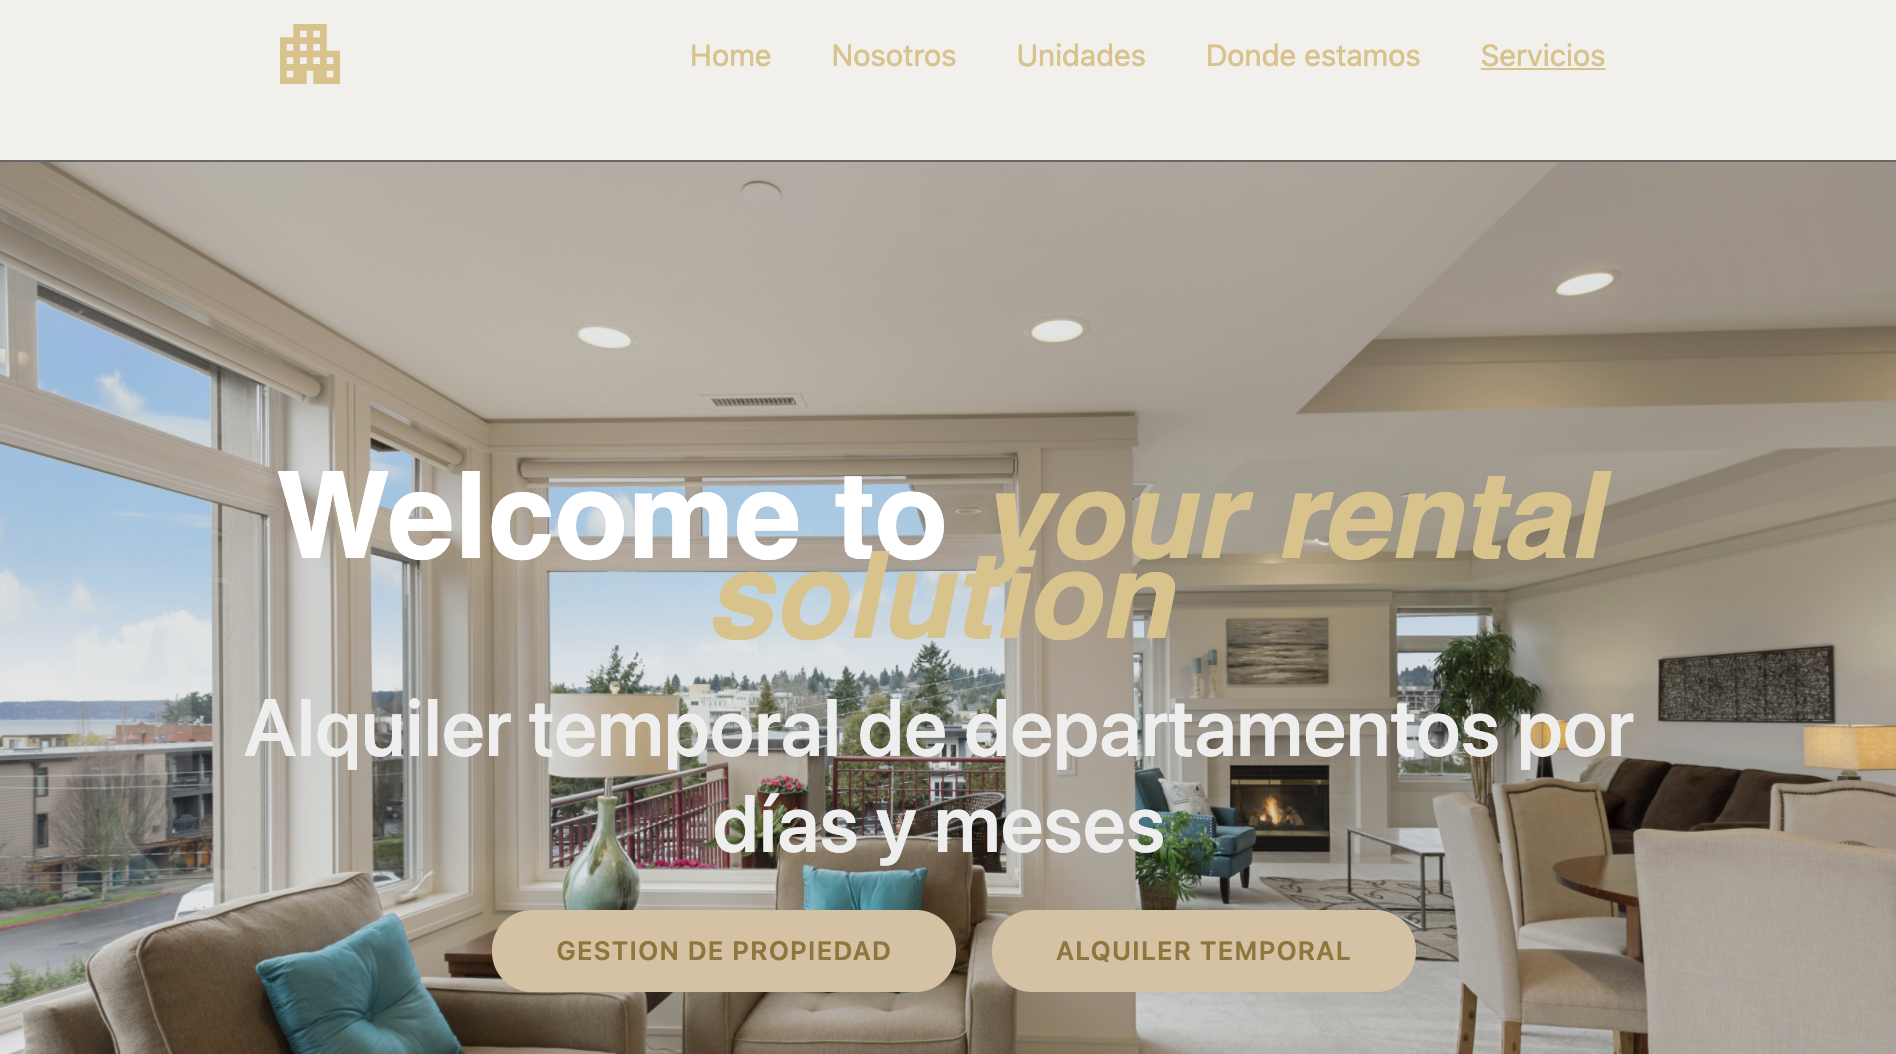 Home Nosotros Unidades Donde estamos Servicios
Welcome to your rental
solution
Alquiler temporal de departamentos por
días y meses
GESTION DE PROPIEDAD ALQUILER TEMPORAL